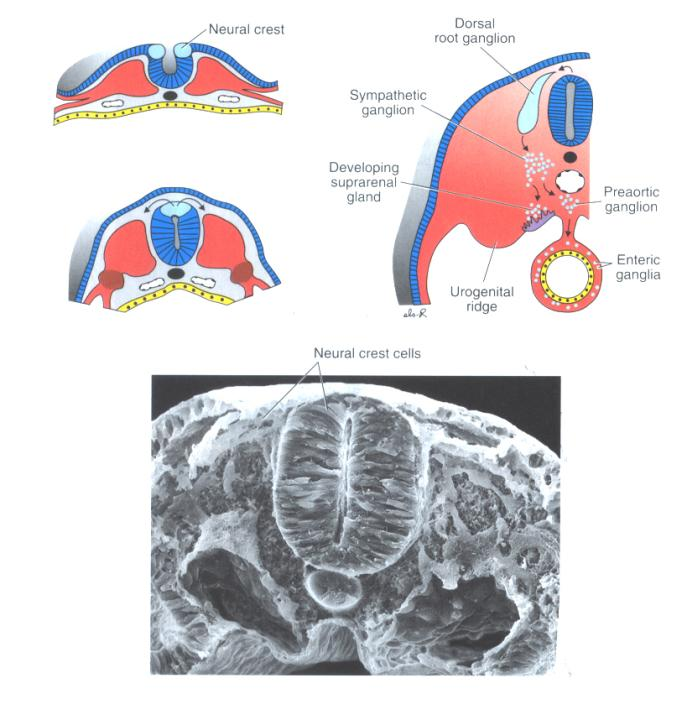 Neural crest
Dorsal
root ganglion
Sympathetic
ganglion
Developing
suprarenal
gland
Preaortic
ganglion
Enteric
ganglia
Urogenital
ridge
Neural crest cells